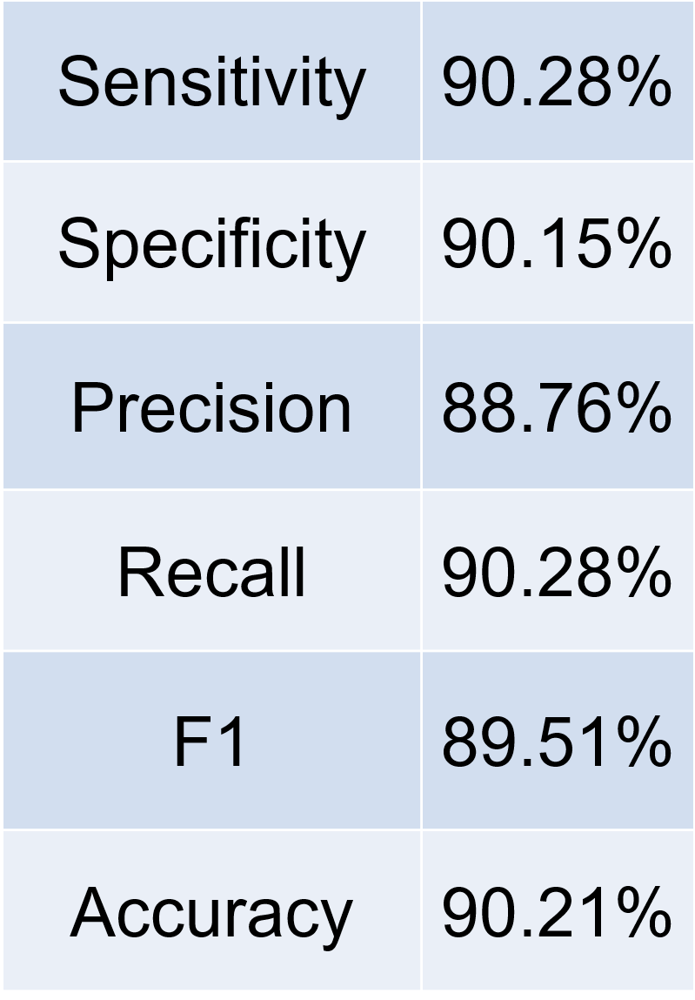 Sensitivity 90.28%
Specificity 90.15%
Precision 88.76%
Recall 90.28%
F1 89.51%
Accuracy 90.21%